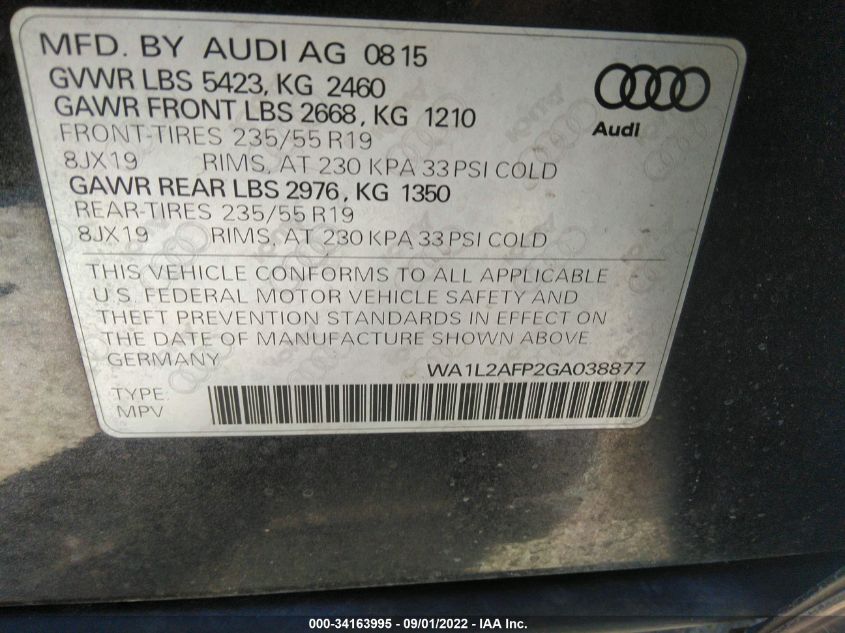 MFD. BY AUDI AG 08 15
GVWR LBS 5423, KG 2460
GAWR FRONT LBS 2668, KG 1210
FRONT-TIRES 235/55 R19
8JX19 RIMS, AT 230 KPA 33 PSI COLD
GAWR REAR LBS 2976, KG 1350
REAR-TIRES 235/55 R19
8JX19 RIMS, AT 230 KPA 33 PSI COLD
Audi
THIS VEHICLE CONFORMS TO ALL APPLICABLE
U.S. FEDERAL MOTOR VEHICLE SAFETY AND
THEFT PREVENTION STANDARDS IN EFFECT ON
THE DATE OF MANUFACTURE SHOWN ABOVE.
GERMANY
WA1L2AFP2GA038877
TYPE:
MPV
000-34163995 - 09/01/2022 - IAA Inc.